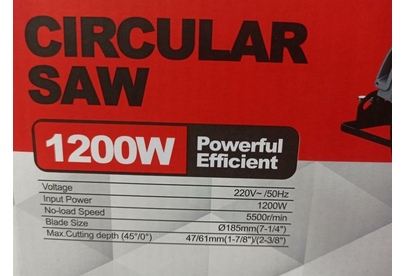 CIRCULAR
SAW
1200W Powerful
Efficient
Voltage 220V~ /50Hz
Input Power 1200W
No-load Speed 5500r/min
Blade Size Ø185mm(7-1/4")
Max.Cutting depth (45°/0°) 47/61mm(1-7/8")/(2-3/8")